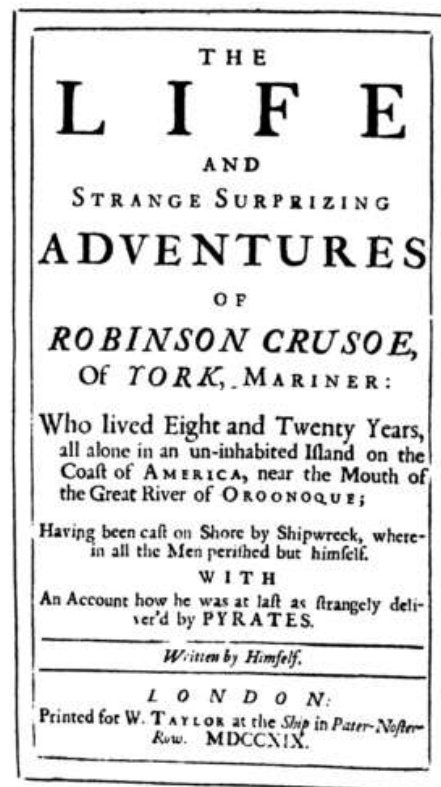 THE
LIFE
AND
STRANGE SURPRIZING
ADVENTURES
OF
ROBINSON CRUSOE,
Of YORK, MARINER:
Who lived Eight and Twenty Years,
all alone in an un-inhabited Iſland on the
Coaſt of AMERICA, near the Mouth of
the Great River of OROONOQUE;
Having been caſt on Shore by Shipwreck, where-
in all the Men periſhed but himſelf.
WITH
An Account how he was at laſt as ſtrangely deli-
ver'd by PYRATES.
Written by Himſelf.
LONDON:
Printed for W. TAYLOR at the Ship in Pater-Noſter-
Row. MDCCXIX.